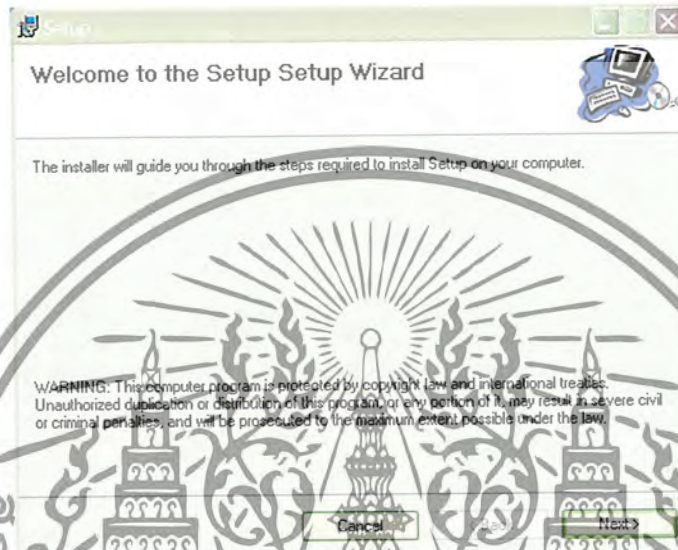 Setup
Welcome to the Setup Setup Wizard
The installer will guide you through the steps required to install Setup on your computer.
WARNING: This computer program is protected by copyright law and international treaties.
Unauthorized duplication or distribution of this program, or any portion of it, may result in severe civil
or criminal penalties, and will be prosecuted to the maximum extent possible under the law.
Cancel
< Back
Next >